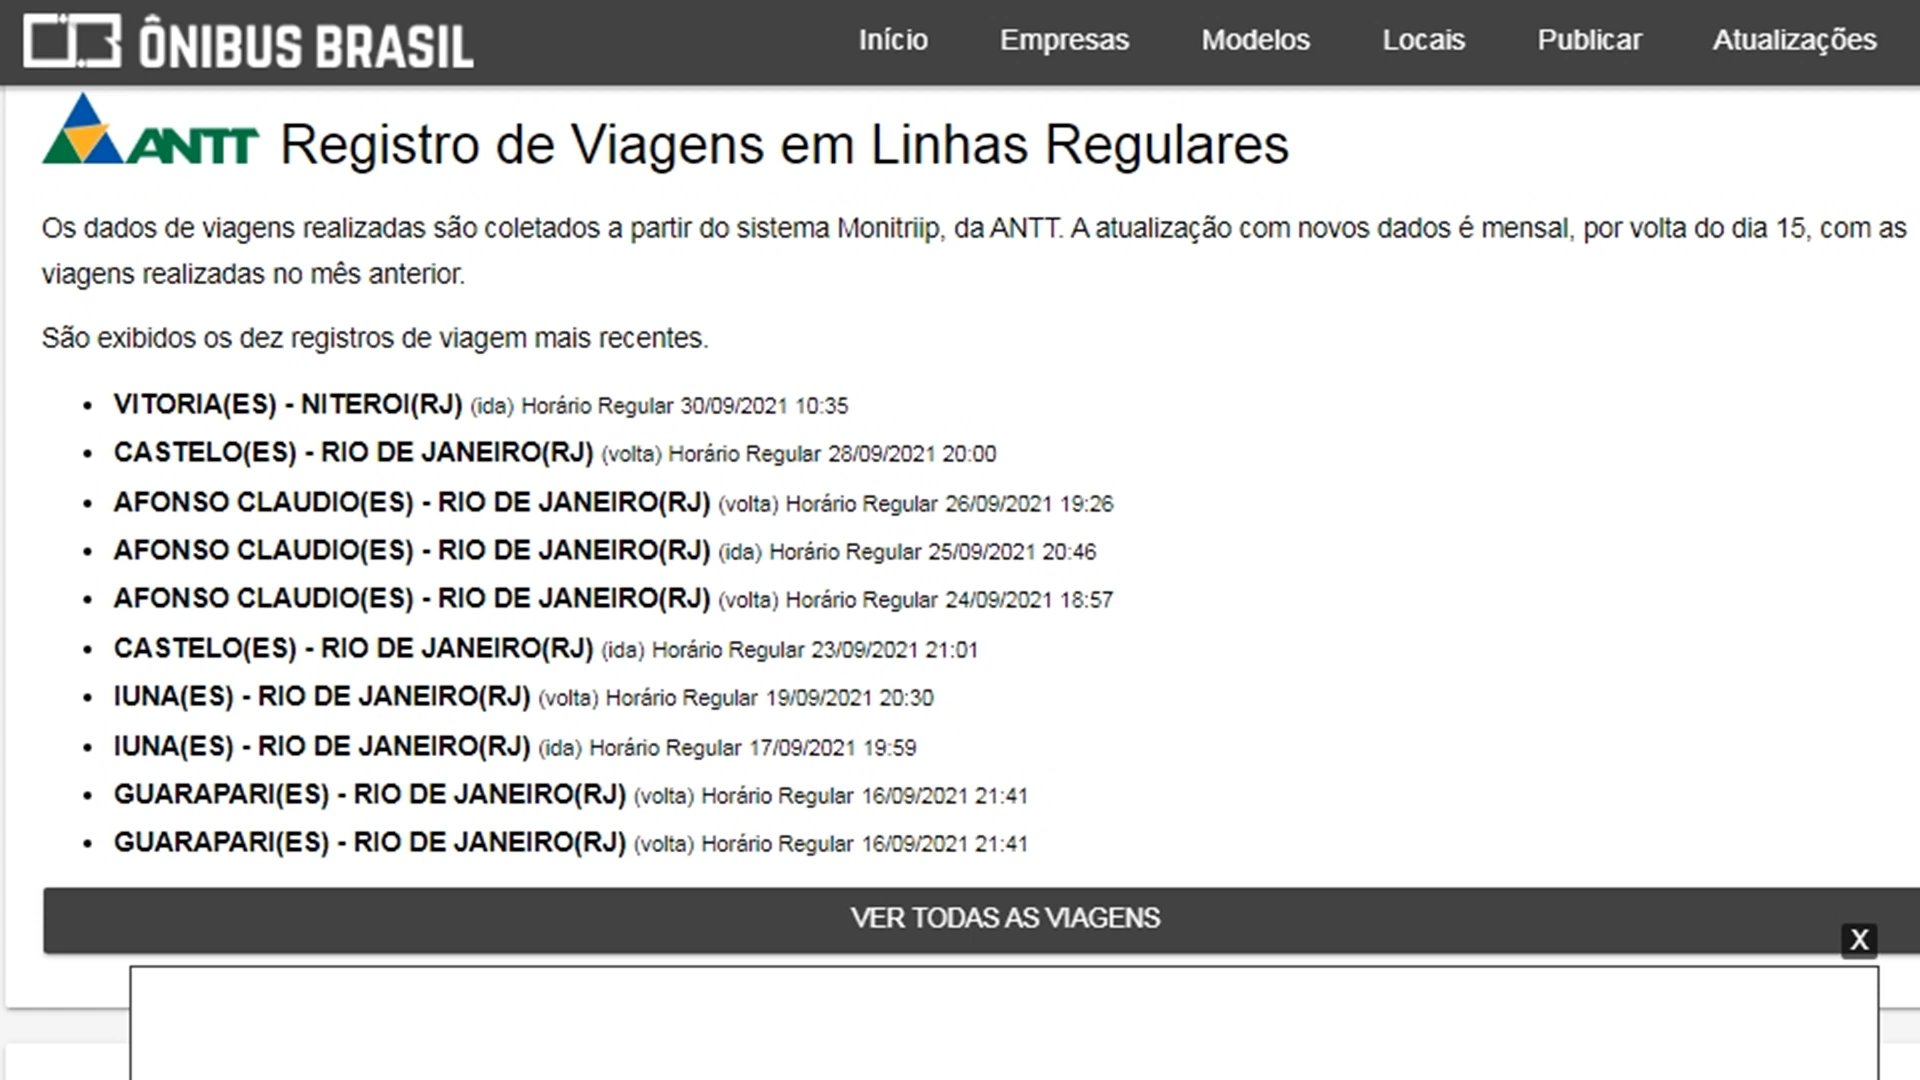 ÔNIBUS BRASIL Início Empresas Modelos Locais Publicar Atualizações
ANTT Registro de Viagens em Linhas Regulares
Os dados de viagens realizadas são coletados a partir do sistema Monitriip, da ANTT. A atualização com novos dados é mensal, por volta do dia 15, com as
viagens realizadas no mês anterior.
São exibidos os dez registros de viagem mais recentes.
• VITORIA(ES) - NITEROI(RJ) (ida) Horário Regular 30/09/2021 10:35
• CASTELO(ES) - RIO DE JANEIRO(RJ) (volta) Horário Regular 28/09/2021 20:00
• AFONSO CLAUDIO(ES) - RIO DE JANEIRO(RJ) (volta) Horário Regular 26/09/2021 19:26
• AFONSO CLAUDIO(ES) - RIO DE JANEIRO(RJ) (ida) Horário Regular 25/09/2021 20:46
• AFONSO CLAUDIO(ES) - RIO DE JANEIRO(RJ) (volta) Horário Regular 24/09/2021 18:57
• CASTELO(ES) - RIO DE JANEIRO(RJ) (ida) Horário Regular 23/09/2021 21:01
• IUNA(ES) - RIO DE JANEIRO(RJ) (volta) Horário Regular 19/09/2021 20:30
• IUNA(ES) - RIO DE JANEIRO(RJ) (ida) Horário Regular 17/09/2021 19:59
• GUARAPARI(ES) - RIO DE JANEIRO(RJ) (volta) Horário Regular 16/09/2021 21:41
• GUARAPARI(ES) - RIO DE JANEIRO(RJ) (volta) Horário Regular 16/09/2021 21:41
VER TODAS AS VIAGENS
X